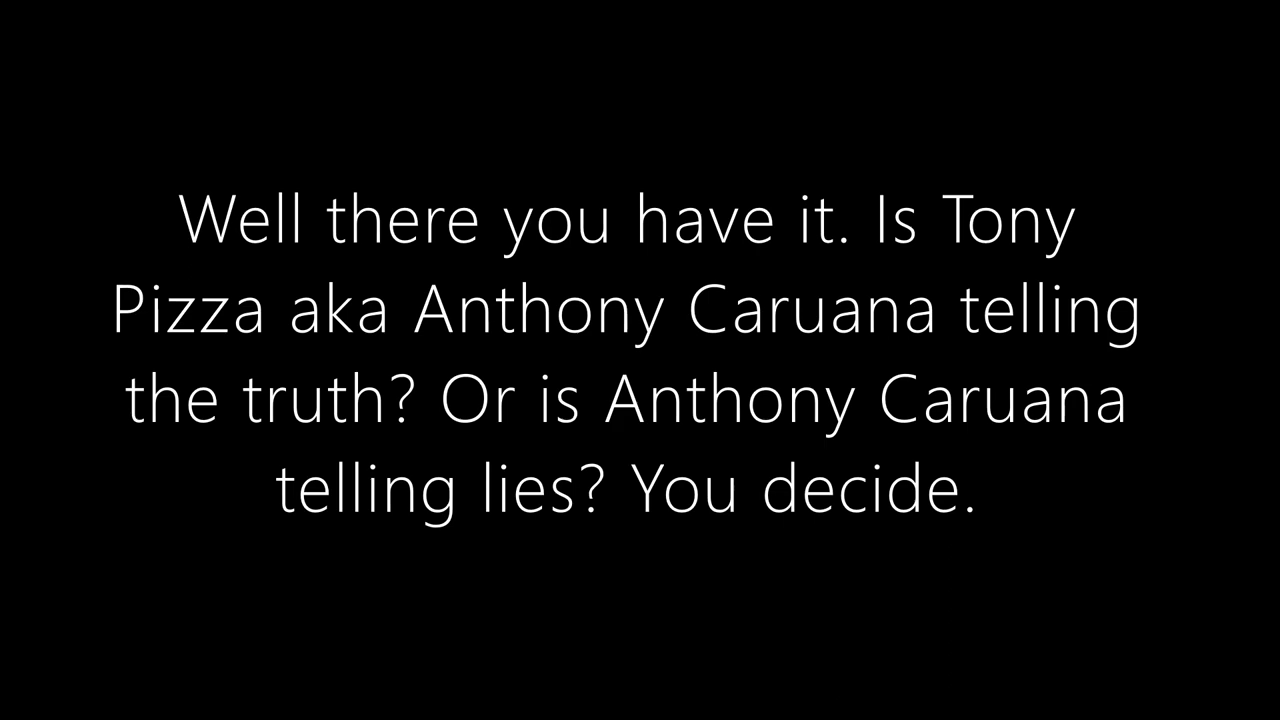 Well there you have it. Is Tony
Pizza aka Anthony Caruana telling
the truth? Or is Anthony Caruana
telling lies? You decide.